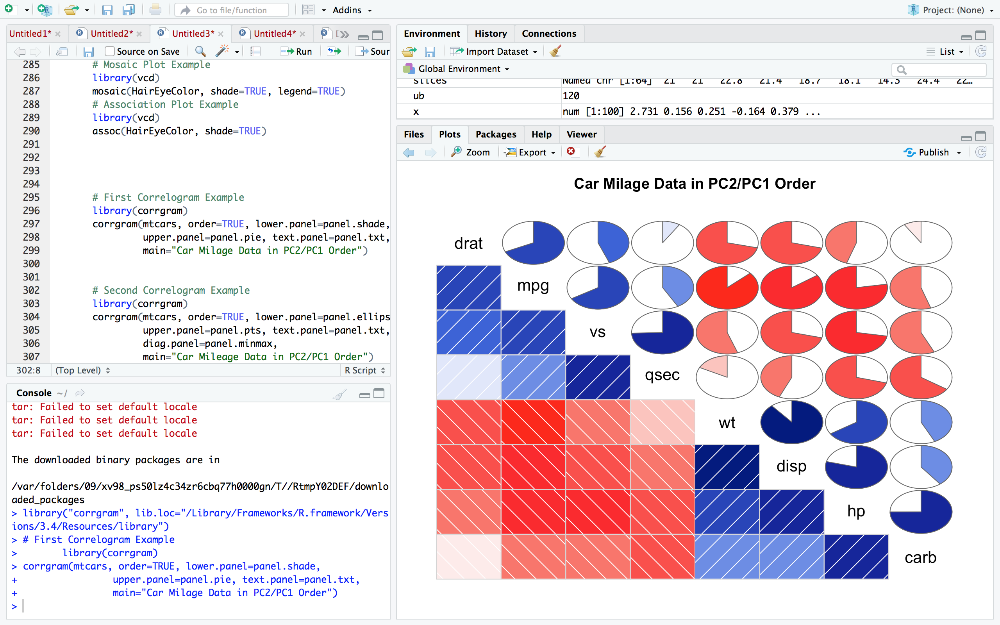 Go to file/function
Addins
Project: (None)
Untitled1*
Untitled2*
Untitled3*
Untitled4*
Source on Save
Run
Sour
285 # Mosaic Plot Example
286 library(vcd)
287 mosaic(HairEyeColor, shade=TRUE, legend=TRUE)
288 # Association Plot Example
289 library(vcd)
290 assoc(HairEyeColor, shade=TRUE)
291
292
293
294
295 # First Correlogram Example
296 library(corrgram)
297 corrgram(mtcars, order=TRUE, lower.panel=panel.shade,
298 upper.panel=panel.pie, text.panel=panel.txt,
299 main="Car Milage Data in PC2/PC1 Order")
300
301
302 # Second Correlogram Example
303 library(corrgram)
304 corrgram(mtcars, order=TRUE, lower.panel=panel.ellips
305 upper.panel=panel.pts, text.panel=panel.txt,
306 diag.panel=panel.minmax,
307 main="Car Mileage Data in PC2/PC1 Order")
302:8 (Top Level) R Script
Console ~/
tar: Failed to set default locale
tar: Failed to set default locale
tar: Failed to set default locale
The downloaded binary packages are in
/var/folders/09/xv98_ps50lz4c34zr6cbq77h0000gn/T//RtmpY02DEF/downlo
aded_packages
> library("corrgram", lib.loc="/Library/Frameworks/R.framework/Vers
ions/3.4/Resources/library")
> # First Correlogram Example
> library(corrgram)
> corrgram(mtcars, order=TRUE, lower.panel=panel.shade,
+ upper.panel=panel.pie, text.panel=panel.txt,
+ main="Car Milage Data in PC2/PC1 Order")
>
Environment History Connections
Import Dataset
List
Global Environment
slices Named chr [1:64] 21 21 22.8 21.4 18.7 18.1 14.3 24.4 22…
ub 120
x num [1:100] 2.731 0.156 0.251 -0.164 0.379 ...
Files Plots Packages Help Viewer
Zoom Export Publish
Car Milage Data in PC2/PC1 Order
drat
mpg
vs
qsec
wt
disp
hp
carb